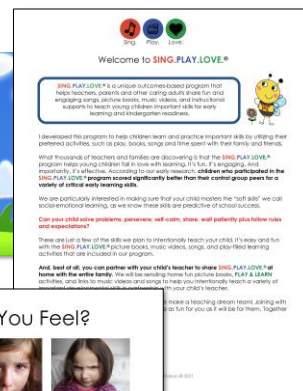 Sing. Play. Love.
Welcome to SING.PLAY.LOVE.®
SING.PLAY.LOVE.® is a unique outcomes-based program that
helps teachers, parents and other caring adults share fun and
engaging songs, picture books, music videos, and instructional
supports to teach young children important skills for early
learning and kindergarten readiness.
I developed this program to help children learn and practice important skills by utilizing their
preferred activities, such as play, books, songs and time spent with their family and friends.
What thousands of teachers and families are discovering is that the SING.PLAY.LOVE.®
program helps young children fall in love with learning. It's fun. It's engaging. And
importantly, it's effective. According to our early research, children who participated in the
SING.PLAY.LOVE.® program scored significantly better than their control group peers for a
variety of critical early learning skills.
We are particularly interested in making sure that your child masters the "soft skills" we call
social-emotional learning, as we know these skills are predictive of school success.
Can your child solve problems, persevere, self-calm, share, wait patiently plus follow rules
and expectations?
These are just a few of the skills we plan to intentionally teach your child. It's easy and fun
with the SING.PLAY.LOVE.® picture books, music videos, songs, and play-filled learning
activities that are included in our program.
And, best of all, you can partner with your child's teacher to share SING.PLAY.LOVE.® at
home with the entire family. We will be sending home fun picture books, PLAY & LEARN
activities, and links to music videos and songs to help you intentionally teach a variety of
important developmental skills in partnership with your child's teacher.
make a teaching dream team! Joining with
as fun for you as it will be for them. Together
You Feel?